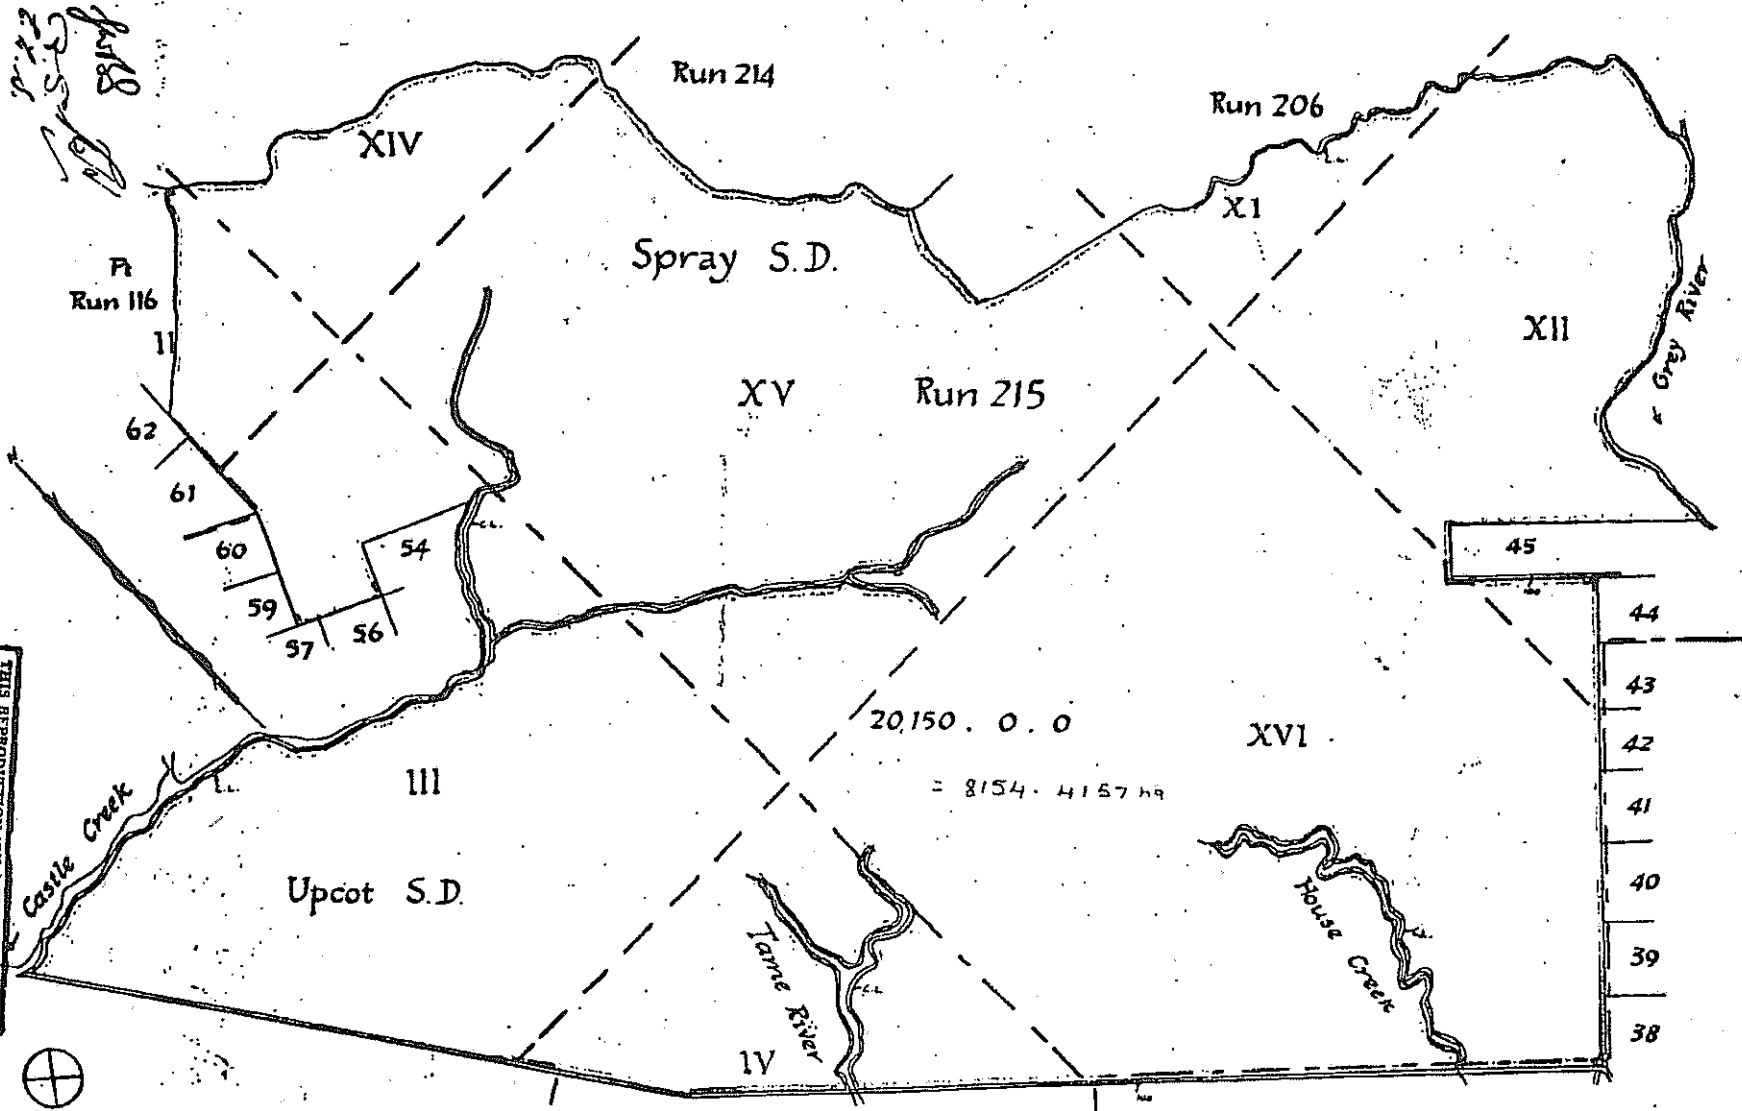 Run 214
Run 206
XIV
XI
Spray S.D.
Pt
Run 116
II
XII
Grey River
XV
Run 215
62
61
60
54
45
59
57
56
44
43
20,150 . 0 . 0
XVI
42
= 8154.4157 ha
III
41
Castle Creek
Upcot S.D.
40
House Creek
Tame River
39
38
IV